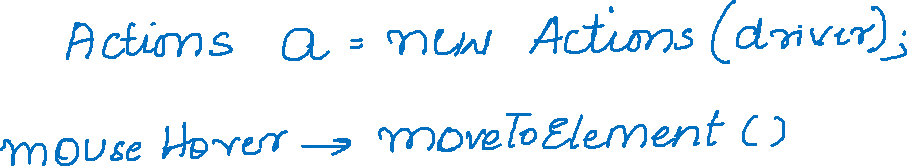 Actions a = new Actions(driver);
mouse Hover → moveToElement()